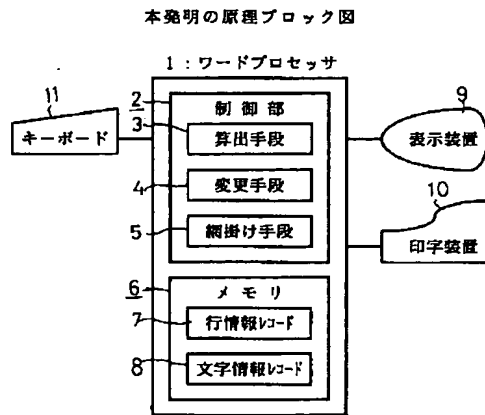 本発明の原理ブロック図
1：ワードプロセッサ
11
キーボード
2
制御部
3
算出手段
4
変更手段
5
網掛け手段
6
メモリ
7
行情報レコード
8
文字情報レコード
9
表示装置
10
印字装置